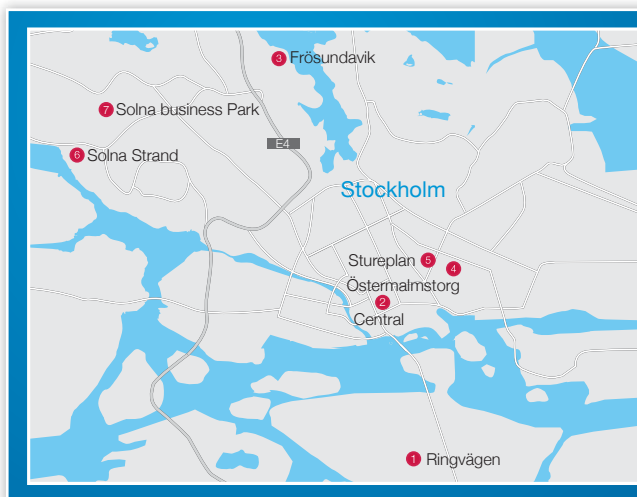 3 Frösundavik
7 Solna business Park
E4
6 Solna Strand
Stockholm
Stureplan 5
4
Östermalmstorg
2
Central
1 Ringvägen